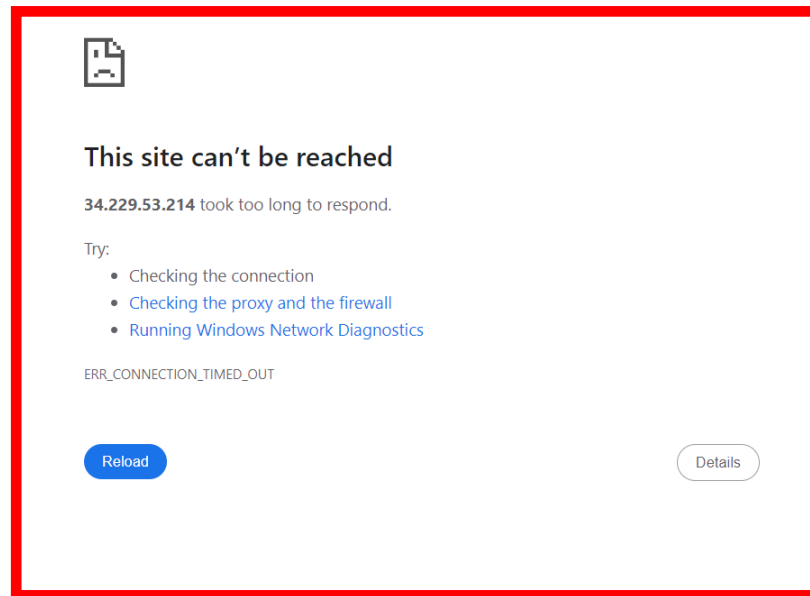 This site can’t be reached
34.229.53.214 took too long to respond.
Try:
• Checking the connection
• Checking the proxy and the firewall
• Running Windows Network Diagnostics
ERR_CONNECTION_TIMED_OUT
Reload
Details